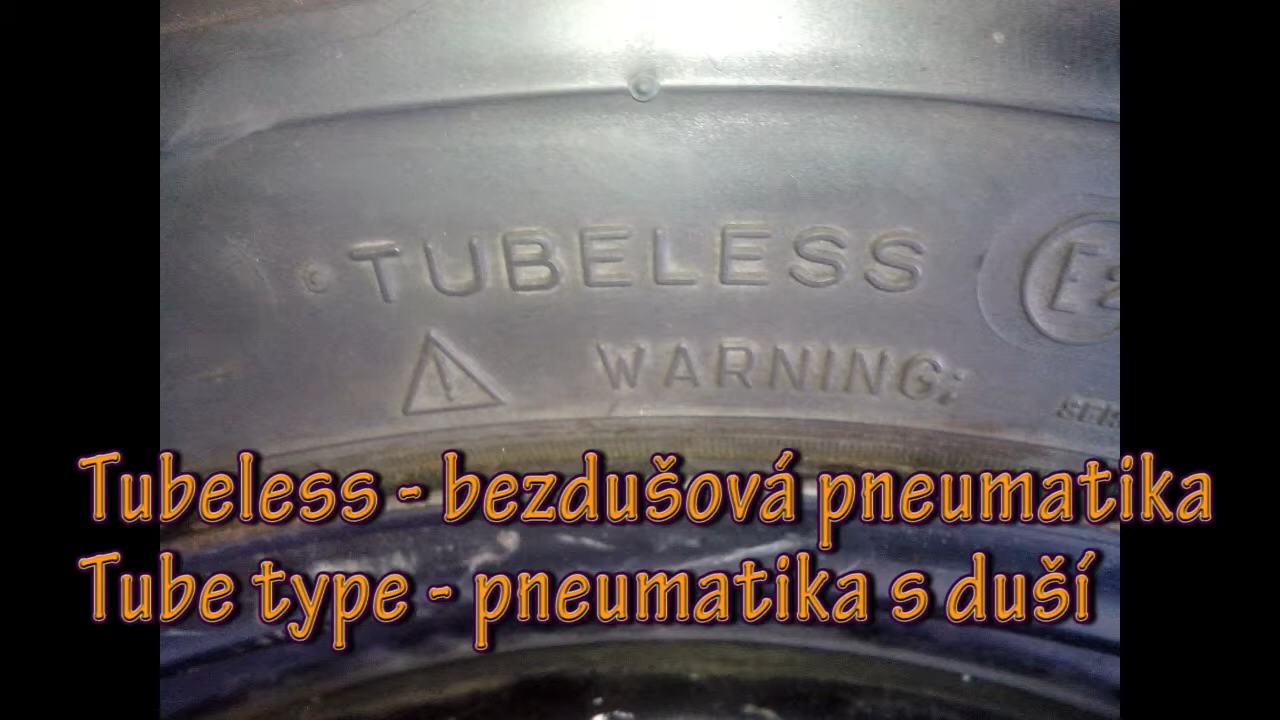 TUBELESS
WARNING;
Tubeless - bezdušová pneumatika
Tube type - pneumatika s duší